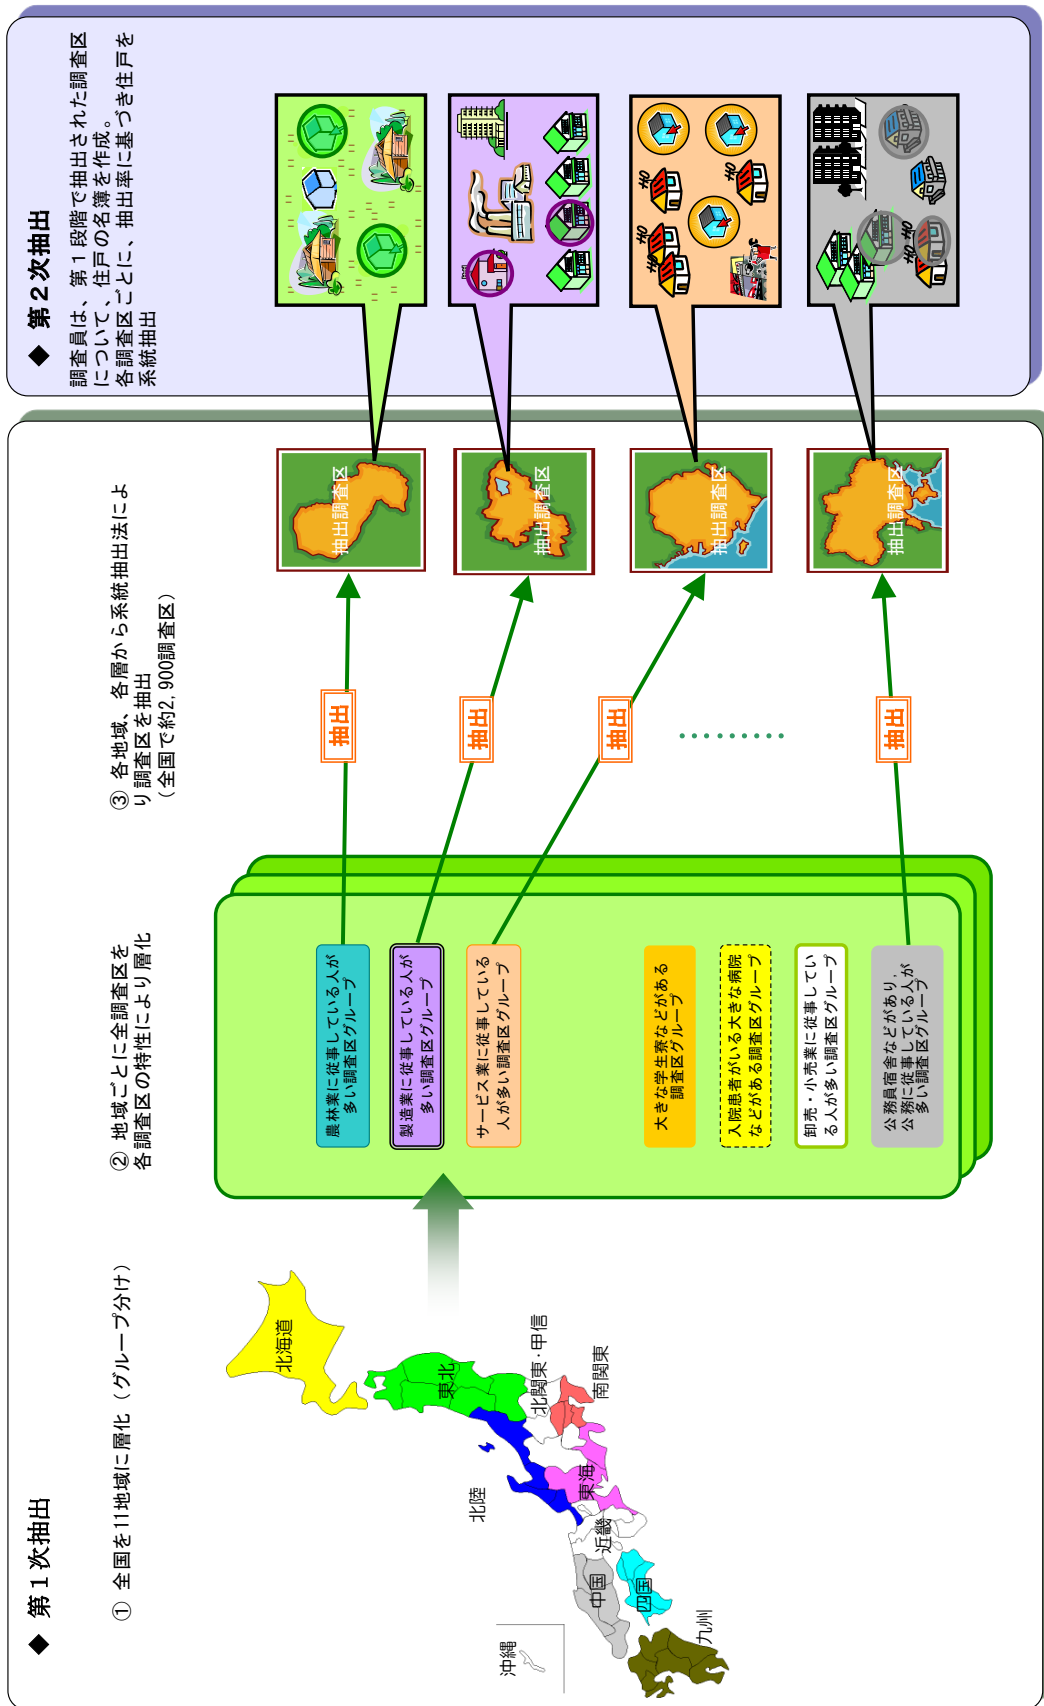 ◆ 第1次抽出
① 全国を11地域に層化（グループ分け）
北海道
東北
北関東・甲信
南関東
北陸
東海
近畿
中国
四国
九州
沖縄
② 地域ごとに全調査区を
各調査区の特性により層化
農林業に従事している人が
多い調査区グループ
製造業に従事している人が
多い調査区グループ
サービス業に従事している
人が多い調査区グループ
大きな学生寮などがある
調査区グループ
入院患者がいる大きな病院
などがある調査区グループ
卸売・小売業に従事してい
る人が多い調査区グループ
公務員宿舎などがあり,
公務に従事している人が
多い調査区グループ
③ 各地域、各層から系統抽出法によ
り調査区を抽出
（全国で約2,900調査区）
抽出
抽出
抽出
抽出
抽出調査区
抽出調査区
抽出調査区
抽出調査区
◆ 第2次抽出
調査員は、第1段階で抽出された調査区
について、住戸の名簿を作成。
各調査区ごとに、抽出率に基づき住戸を
系統抽出